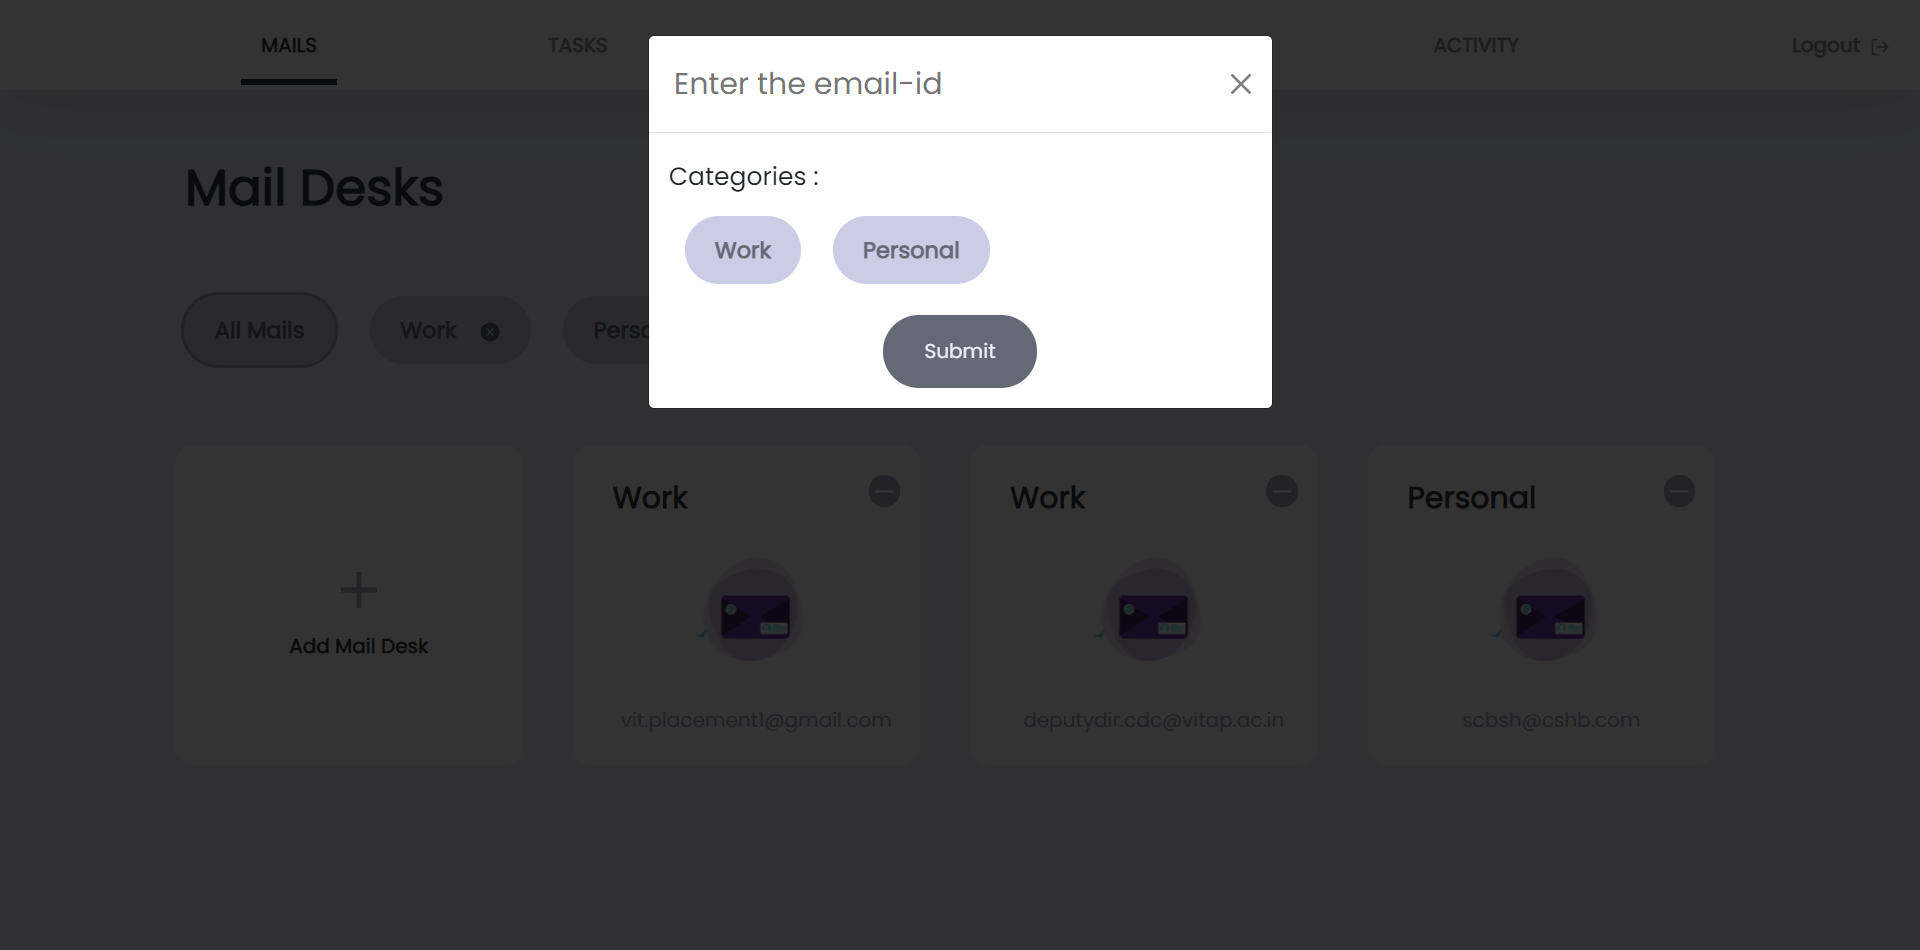 MAILS
TASKS
ACTIVITY
Logout
Enter the email-id
Categories :
Work
Personal
Submit
Mail Desks
All Mails
Work
Add Mail Desk
Work
vit.placement1@gmail.com
Work
deputydir.cdc@vitap.ac.in
Personal
scbsh@cshb.com